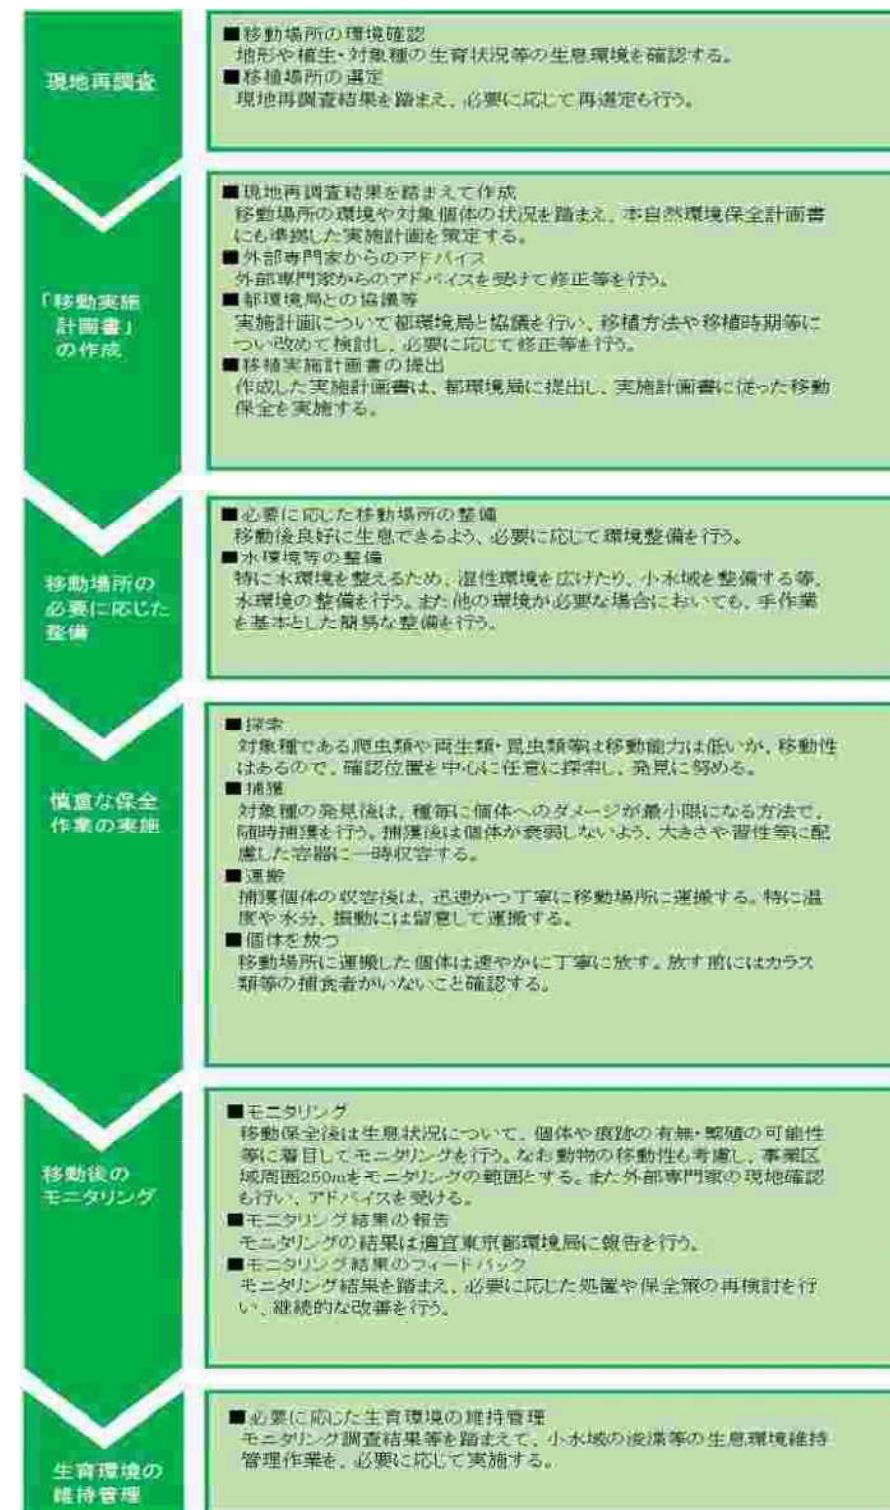 現地再調査
■移動場所の環境確認
地形や植生・対象種の生育状況等の生息環境を確認する。
■移植場所の選定
現地再調査結果を踏まえ、必要に応じて再選定も行う。
「移動実施
計画書」
の作成
■現地再調査結果を踏まえて作成
移動場所の環境や対象個体の状況を踏まえ、本自然環境保全計画書
にも準拠した実施計画を策定する。
■外部専門家からのアドバイス
外部専門家からのアドバイスを受けて修正等を行う。
■都環境局との協議等
実施計画について都環境局と協議を行い、移植方法や移植時期等に
つい改めて検討し、必要に応じて修正等を行う。
■移植実施計画書の提出
作成した実施計画書は、都環境局に提出し、実施計画書に従った移動
保全を実施する。
移動場所の
必要に応じた
整備
■必要に応じた移動場所の整備
移動後良好に生息できるよう、必要に応じて環境整備を行う。
■水環境等の整備
特に水環境を整えるため、湿性環境を広げたり、小水域を整備する等、
水環境の整備を行う。また他の環境が必要な場合においても、手作業
を基本とした簡易な整備を行う。
慎重な保全
作業の実施
■探索
対象種である爬虫類や両生類・昆虫類等は移動能力は低いが、移動性
はあるので、確認位置を中心に任意に探索し、発見に努める。
■捕獲
対象種の発見後は、種毎に個体へのダメージが最小限になる方法で、
随時捕獲を行う。捕獲後は個体が衰弱しないよう、大きさや習性等に配
慮した容器に一時収容する。
■運搬
捕獲個体の収容後は、迅速かつ丁寧に移動場所に運搬する。特に温
度や水分、振動には留意して運搬する。
■個体を放つ
移動場所に運搬した個体は速やかに丁寧に放す。放す前にはカラス
類等の捕食者がいないこと確認する。
移動後の
モニタリング
■モニタリング
移動保全後は生息状況について、個体や痕跡の有無・繁殖の可能性
等に着目してモニタリングを行う。なお動物の移動性も考慮し、事業区
域周囲250mをモニタリングの範囲とする。また外部専門家の現地確認
も行い、アドバイスを受ける。
■モニタリング結果の報告
モニタリングの結果は適宜東京都環境局に報告を行う。
■モニタリング結果のフィードバック
モニタリング結果を踏まえ、必要に応じた処置や保全策の再検討を行
い、継続的な改善を行う。
生育環境の
維持管理
■必要に応じた生育環境の維持管理
モニタリング調査結果等を踏まえて、小水域の浚渫等の生息環境維持
管理作業を、必要に応じて実施する。